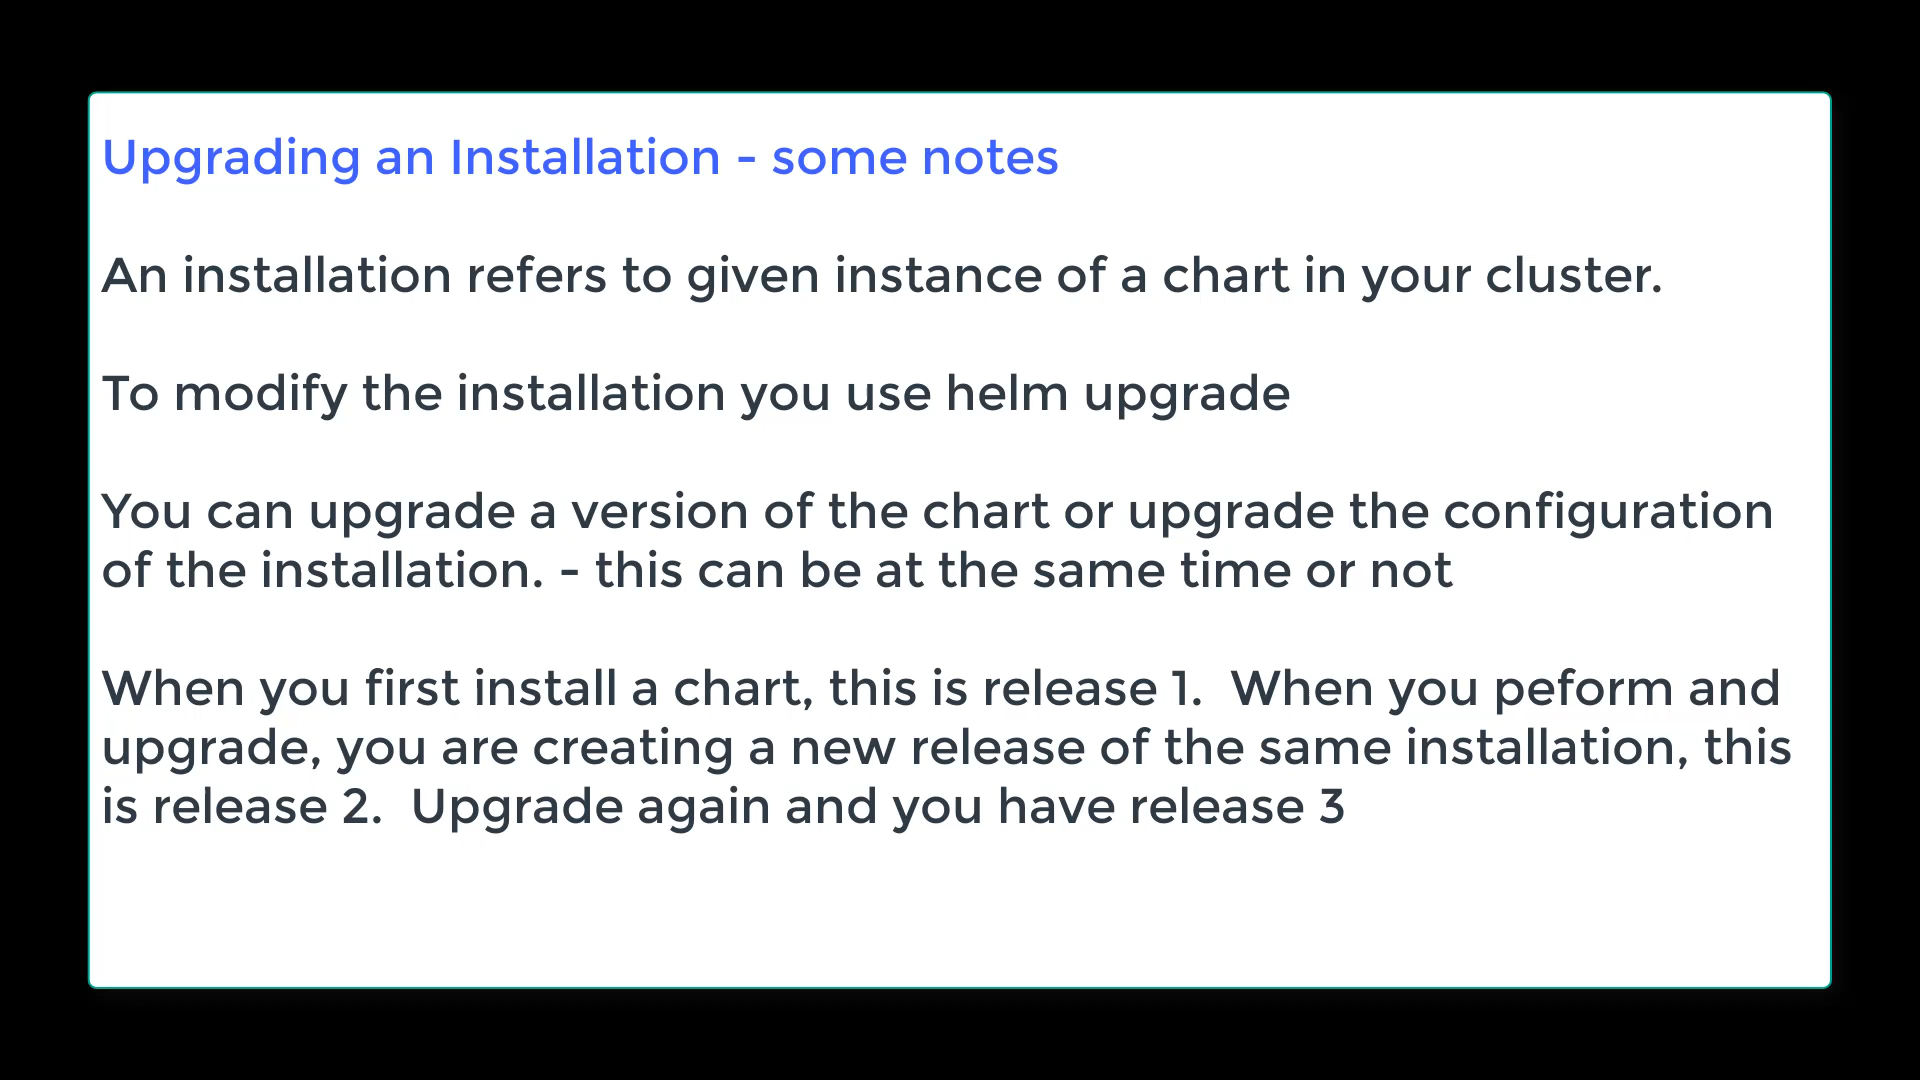 Upgrading an Installation - some notes
An installation refers to given instance of a chart in your cluster.
To modify the installation you use helm upgrade
You can upgrade a version of the chart or upgrade the configuration
of the installation. - this can be at the same time or not
When you first install a chart, this is release 1.  When you peform and
upgrade, you are creating a new release of the same installation, this
is release 2.  Upgrade again and you have release 3